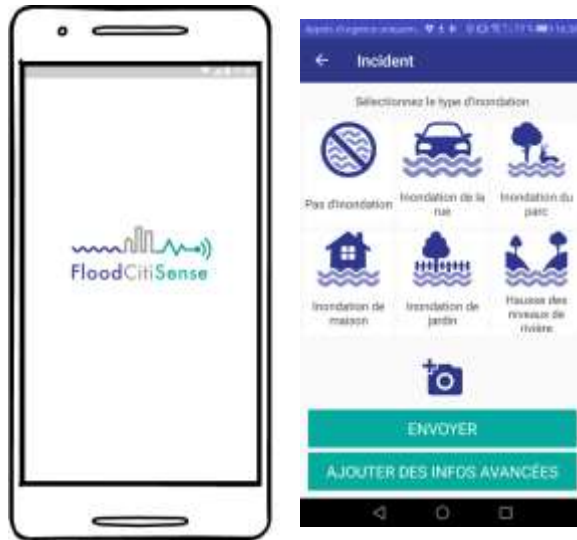 FloodCitiSense
Incident
Sélectionnez le type d'inondation
Pas d'inondation
Inondation de la
rue
Inondation du
parc
Inondation de
maison
Inondation de
jardin
Hausse des
niveaux de
rivière
ENVOYER
AJOUTER DES INFOS AVANCÉES